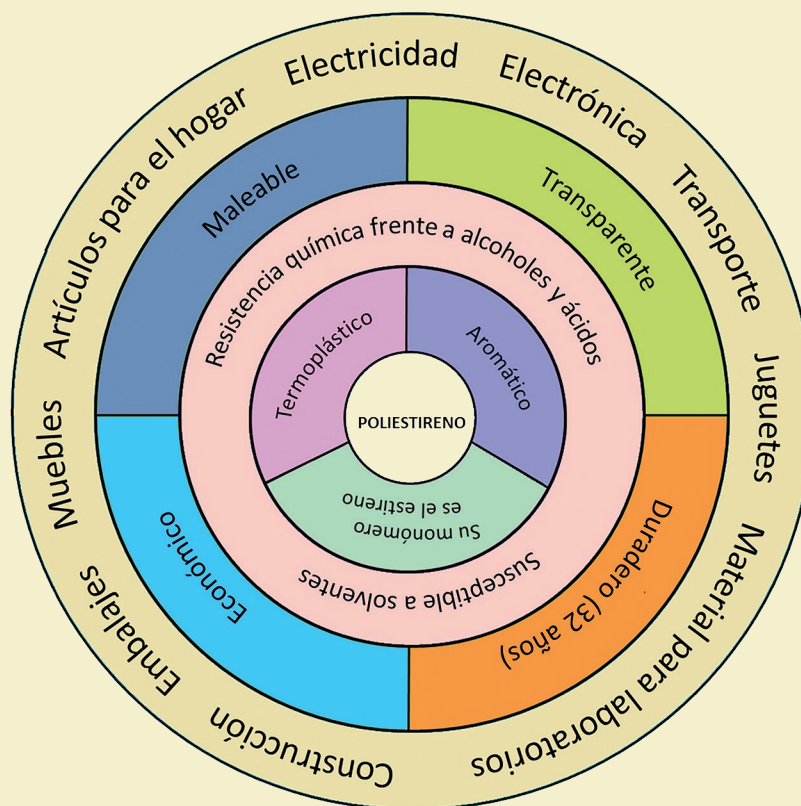 POLIESTIRENO
Termoplástico
Aromático
Su monómero
es el estireno
Resistencia química frente a alcoholes y ácidos
Susceptible a solventes
Maleable
Transparente
Duradero (32 años)
Económico
Electricidad
Electrónica
Transporte
Juguetes
Material para laboratorios
Construcción
Embalajes
Muebles
Artículos para el hogar